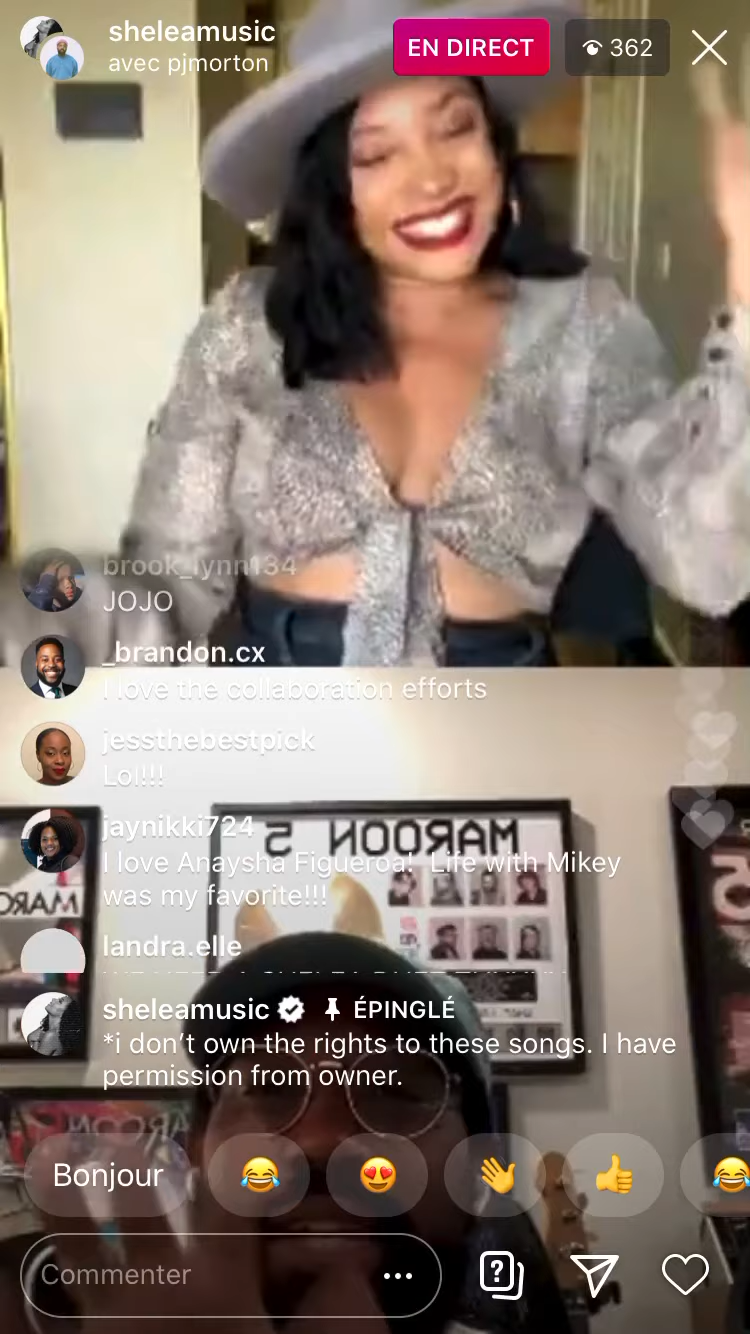 sheleamusic
avec pjmorton
EN DIRECT
362
brook_lynn134
JOJO
_brandon.cx
I love the collaboration efforts
jessthebestpick
Lol!!!
MAROON 5
jaynikki724
I love Anaysha Figueroa! Life with Mikey
was my favorite!!!
MARO
5
landra.elle
sheleamusic ÉPINGLÉ
*i don’t own the rights to these songs. I have
permission from owner.
Bonjour
Commenter